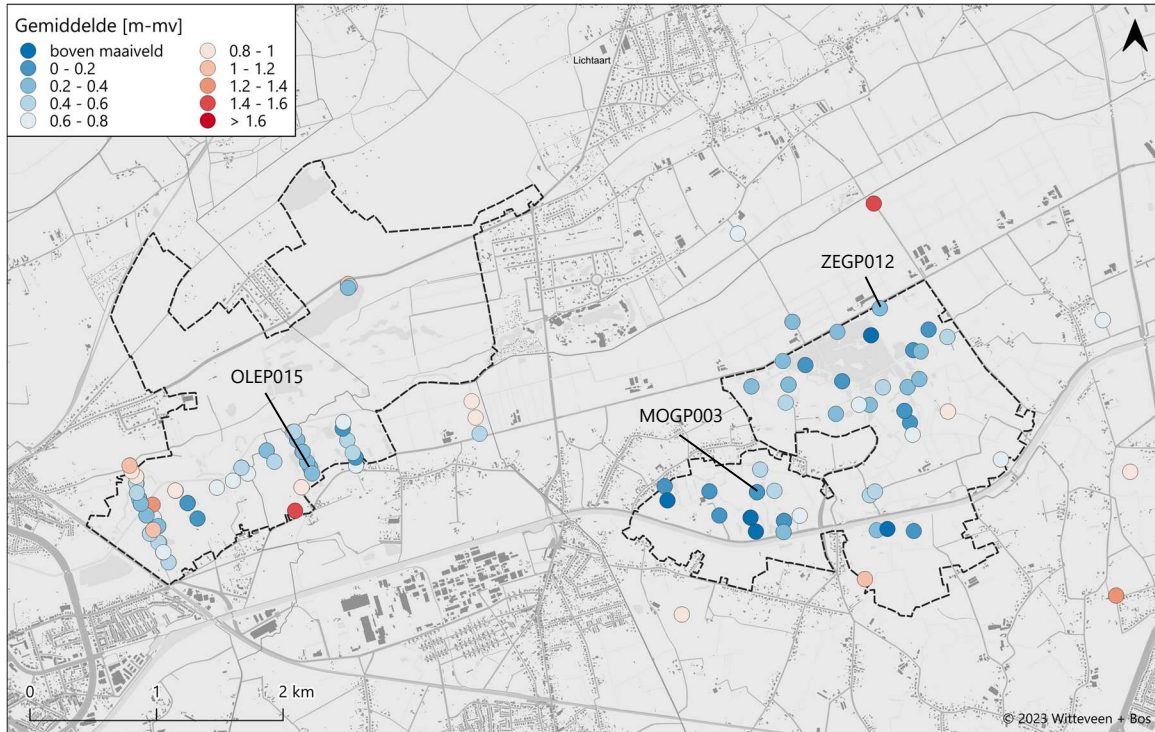 Gemiddelde [m-mv]
boven maaiveld
0 - 0.2
0.2 - 0.4
0.4 - 0.6
0.6 - 0.8
0.8 - 1
1 - 1.2
1.2 - 1.4
1.4 - 1.6
> 1.6
Lichtaart
ZEGP012
OLEP015
MOGP003
0 1 2 km
© 2023 Witteveen + Bos